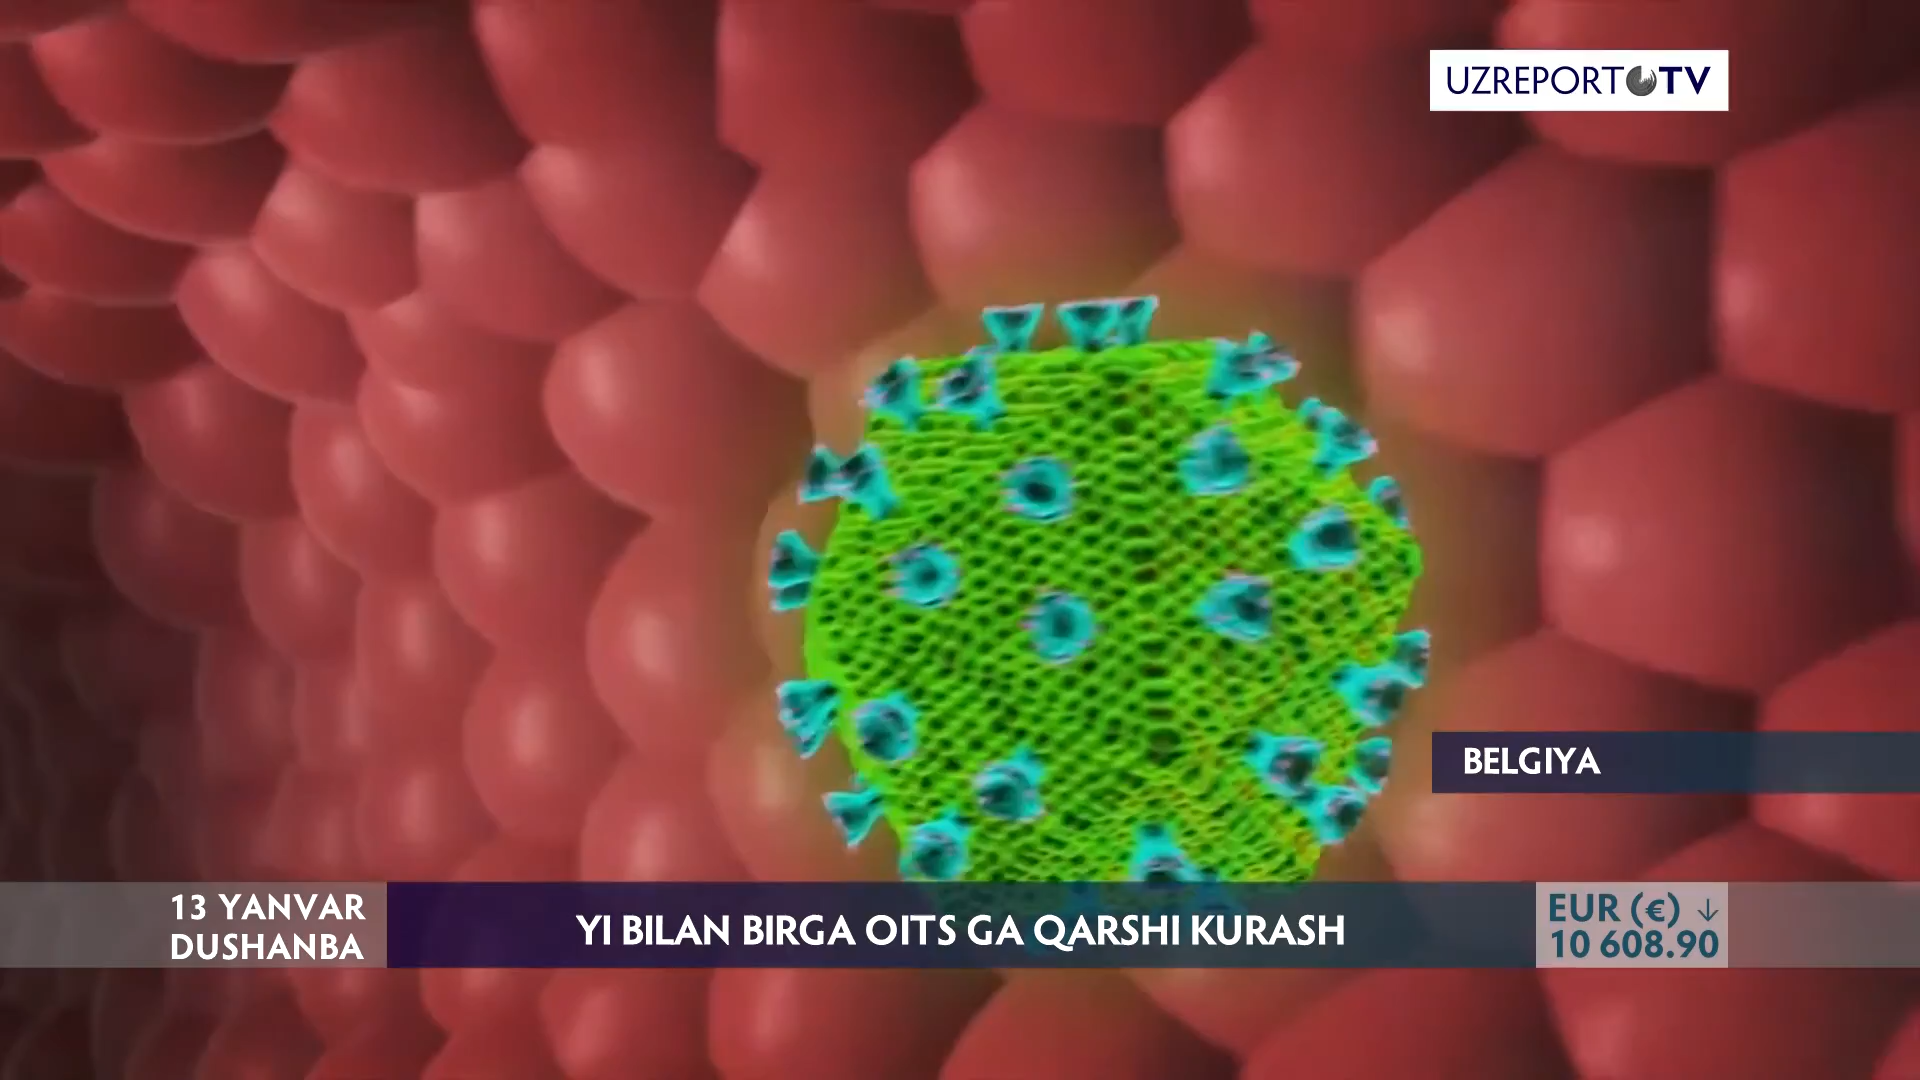 UZREPORT TV
BELGIYA
13 YANVAR
DUSHANBA
YI BILAN BIRGA OITS GA QARSHI KURASH
EUR (€) ↓
10 608.90